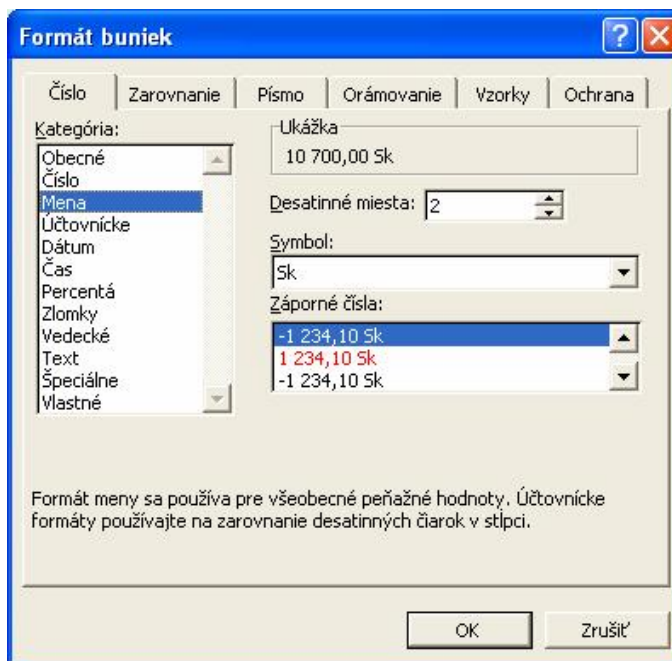 Formát buniek
Číslo Zarovnanie Písmo Orámovanie Vzorky Ochrana
Kategória:
Obecné
Číslo
Mena
Účtovnícke
Dátum
Čas
Percentá
Zlomky
Vedecké
Text
Špeciálne
Vlastné
Ukážka
10 700,00 Sk
Desatinné miesta: 2
Symbol:
Sk
Záporné čísla:
-1 234,10 Sk
1 234,10 Sk
-1 234,10 Sk
Formát meny sa používa pre všeobecné peňažné hodnoty. Účtovnícke
formáty používajte na zarovnanie desatinných čiarok v stĺpci.
OK Zrušiť